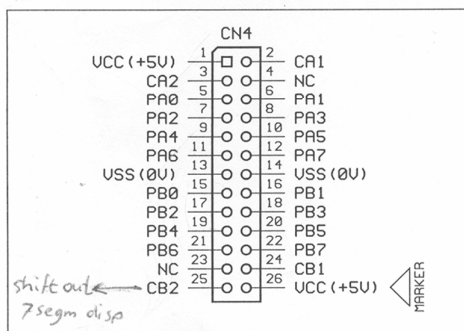 CN4
VCC(+5V) 1 2 CA1
CA2 3 4 NC
PA0 5 6 PA1
PA2 7 8 PA3
PA4 9 10 PA5
PA6 11 12 PA7
VSS(0V) 13 14 VSS(0V)
PB0 15 16 PB1
PB2 17 18 PB3
PB4 19 20 PB5
PB6 21 22 PB7
NC 23 24 CB1
shift out CB2 25 26 VCC(+5V) MARKER
7segm disp